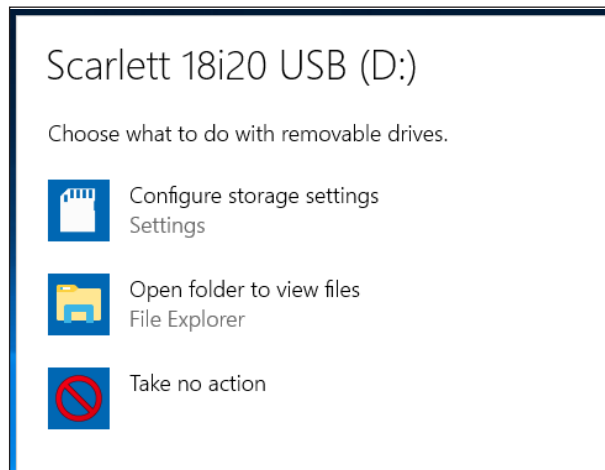 Scarlett 18i20 USB (D:)
Choose what to do with removable drives.
Configure storage settings
Settings
Open folder to view files
File Explorer
Take no action